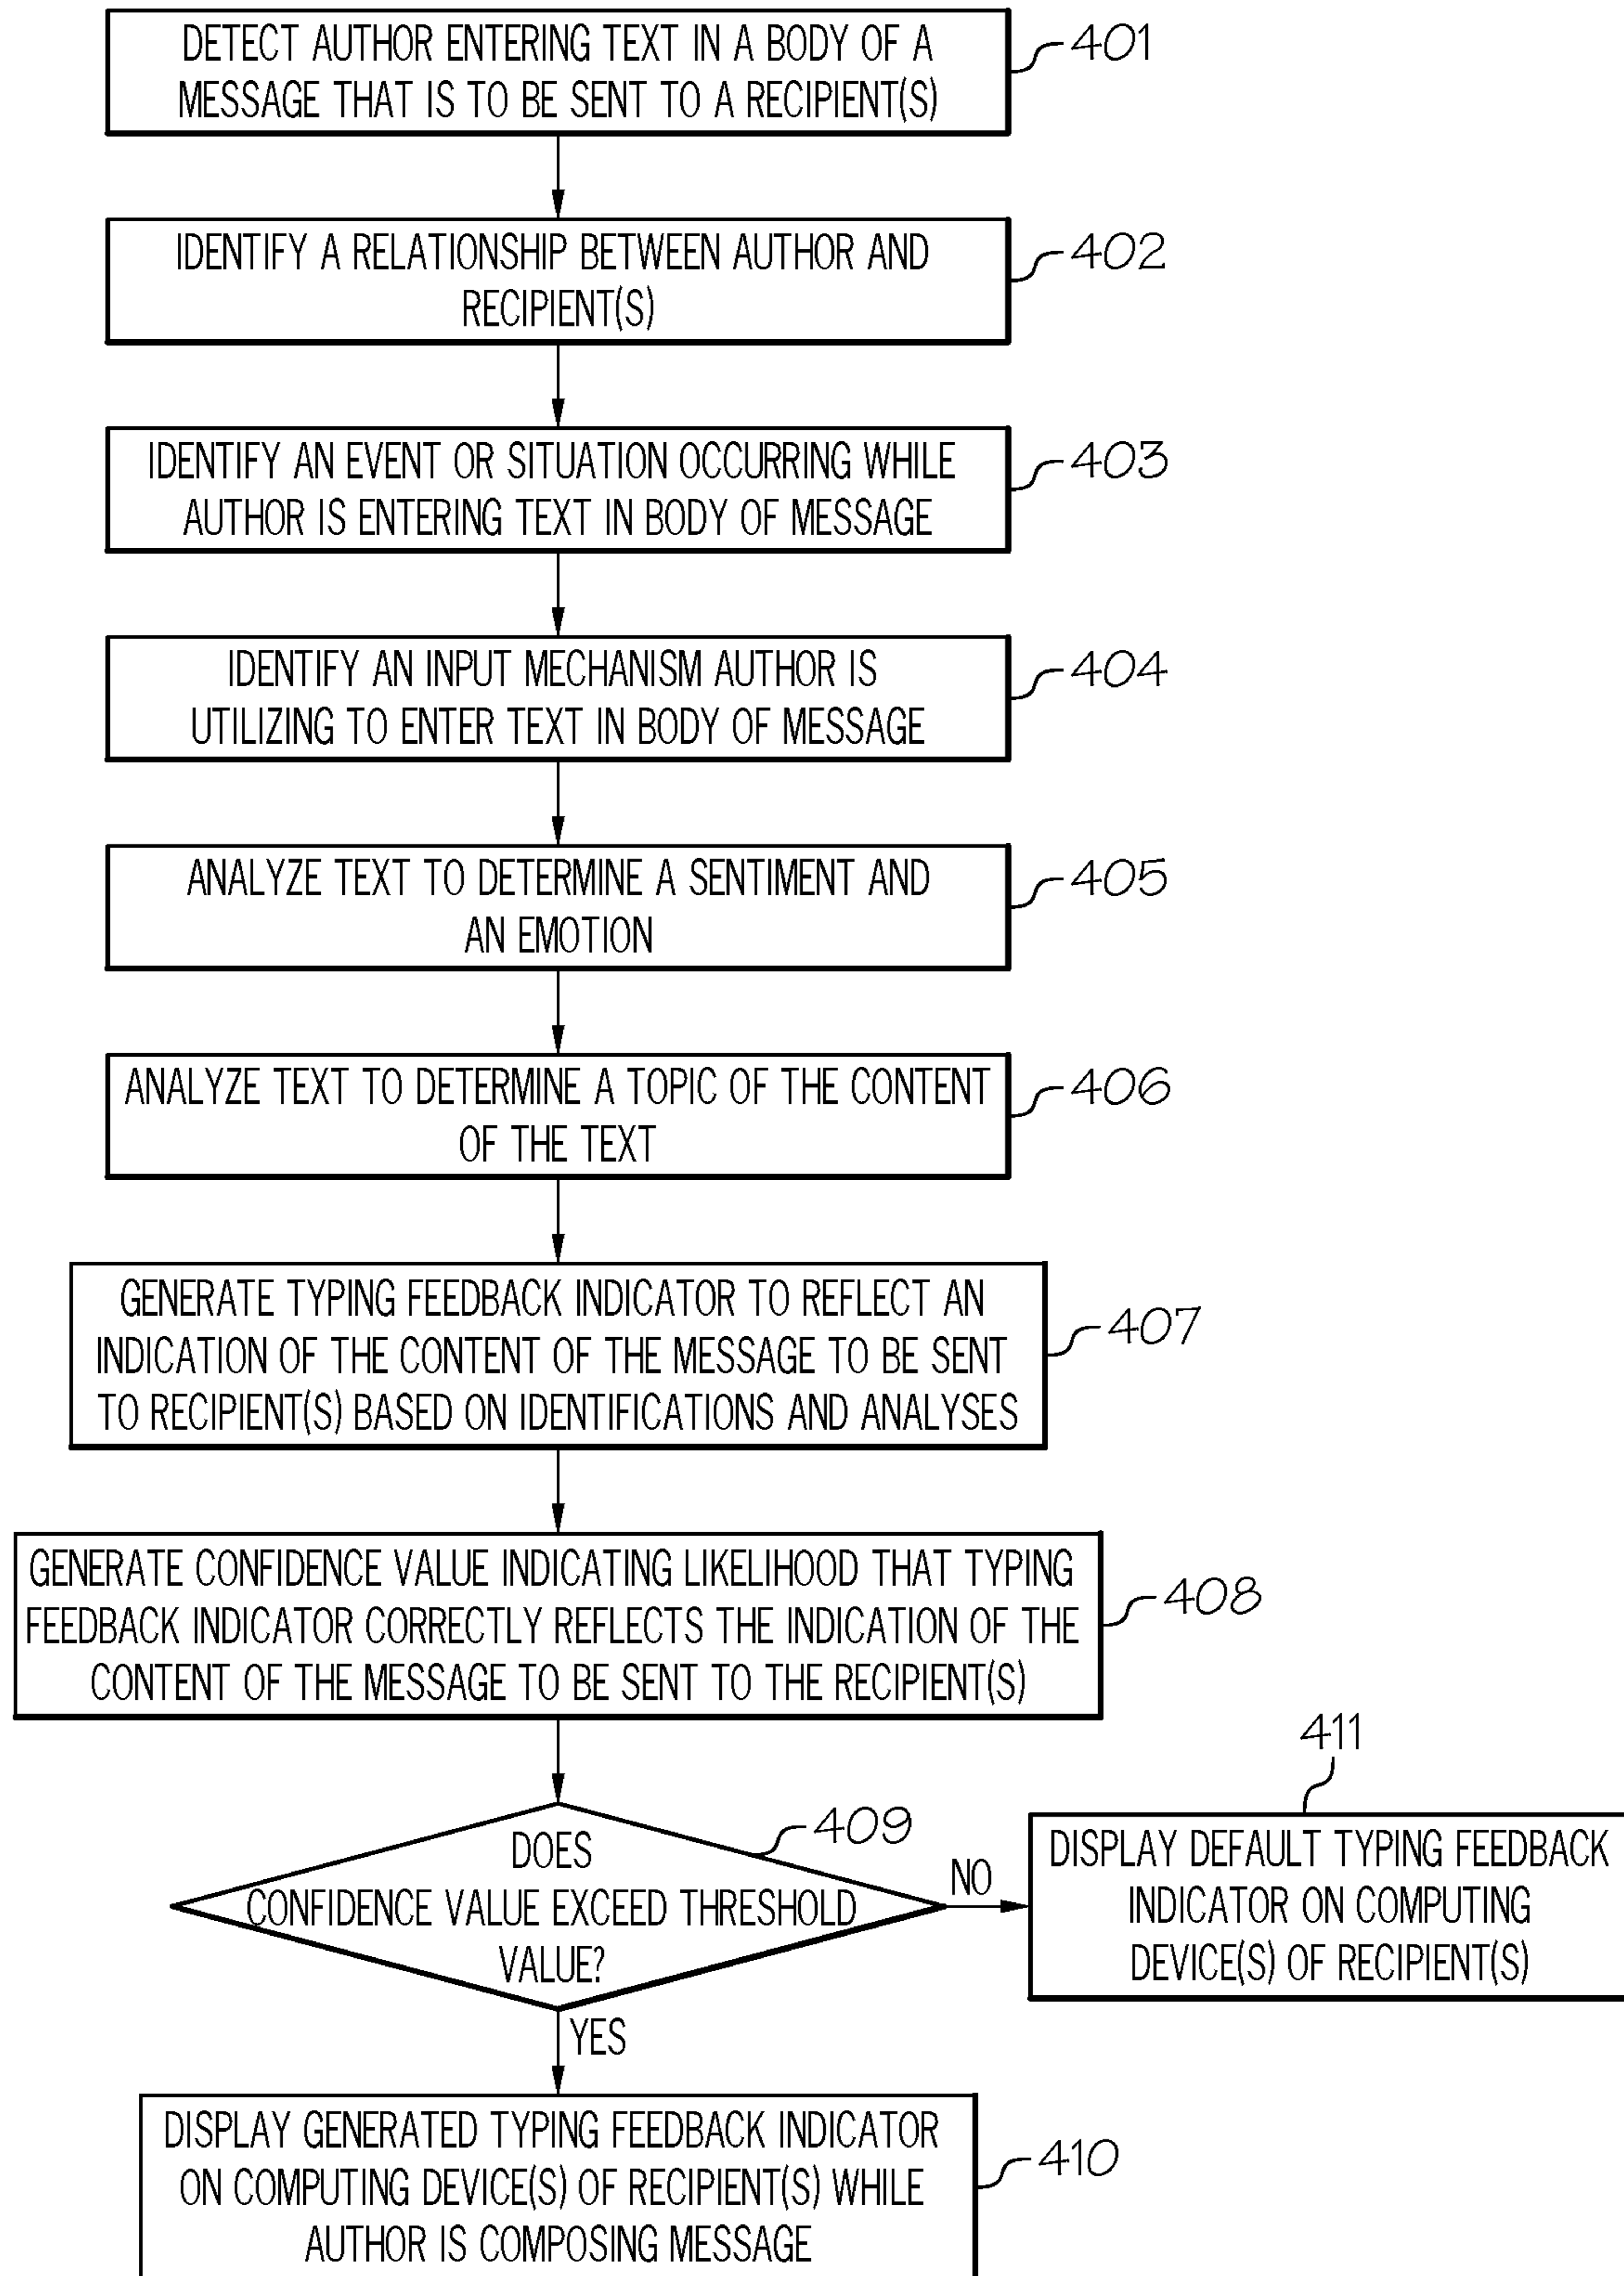 DETECT AUTHOR ENTERING TEXT IN A BODY OF A
MESSAGE THAT IS TO BE SENT TO A RECIPIENT(S)
401
IDENTIFY A RELATIONSHIP BETWEEN AUTHOR AND
RECIPIENT(S)
402
IDENTIFY AN EVENT OR SITUATION OCCURRING WHILE
AUTHOR IS ENTERING TEXT IN BODY OF MESSAGE
403
IDENTIFY AN INPUT MECHANISM AUTHOR IS
UTILIZING TO ENTER TEXT IN BODY OF MESSAGE
404
ANALYZE TEXT TO DETERMINE A SENTIMENT AND
AN EMOTION
405
ANALYZE TEXT TO DETERMINE A TOPIC OF THE CONTENT
OF THE TEXT
406
GENERATE TYPING FEEDBACK INDICATOR TO REFLECT AN
INDICATION OF THE CONTENT OF THE MESSAGE TO BE SENT
TO RECIPIENT(S) BASED ON IDENTIFICATIONS AND ANALYSES
407
GENERATE CONFIDENCE VALUE INDICATING LIKELIHOOD THAT TYPING
FEEDBACK INDICATOR CORRECTLY REFLECTS THE INDICATION OF THE
CONTENT OF THE MESSAGE TO BE SENT TO THE RECIPIENT(S)
408
DOES
CONFIDENCE VALUE EXCEED THRESHOLD
VALUE?
409
NO
411
DISPLAY DEFAULT TYPING FEEDBACK
INDICATOR ON COMPUTING
DEVICE(S) OF RECIPIENT(S)
YES
DISPLAY GENERATED TYPING FEEDBACK INDICATOR
ON COMPUTING DEVICE(S) OF RECIPIENT(S) WHILE
AUTHOR IS COMPOSING MESSAGE
410